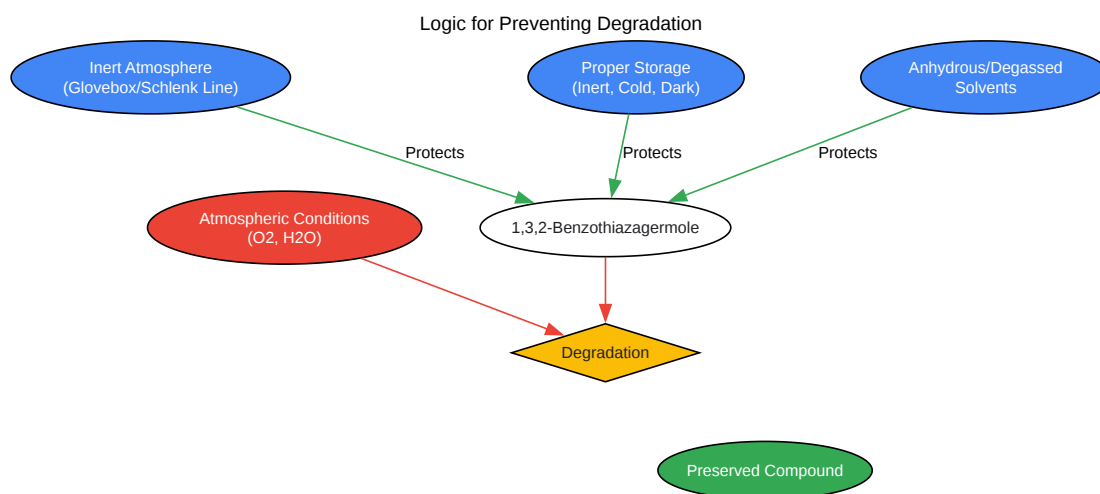 Logic for Preventing Degradation
Inert Atmosphere
(Glovebox/Schlenk Line)
Proper Storage
(Inert, Cold, Dark)
Anhydrous/Degassed
Solvents
Protects
Protects
Protects
Atmospheric Conditions
(O2, H2O)
1,3,2-Benzothiazagermole
Degradation
Preserved Compound